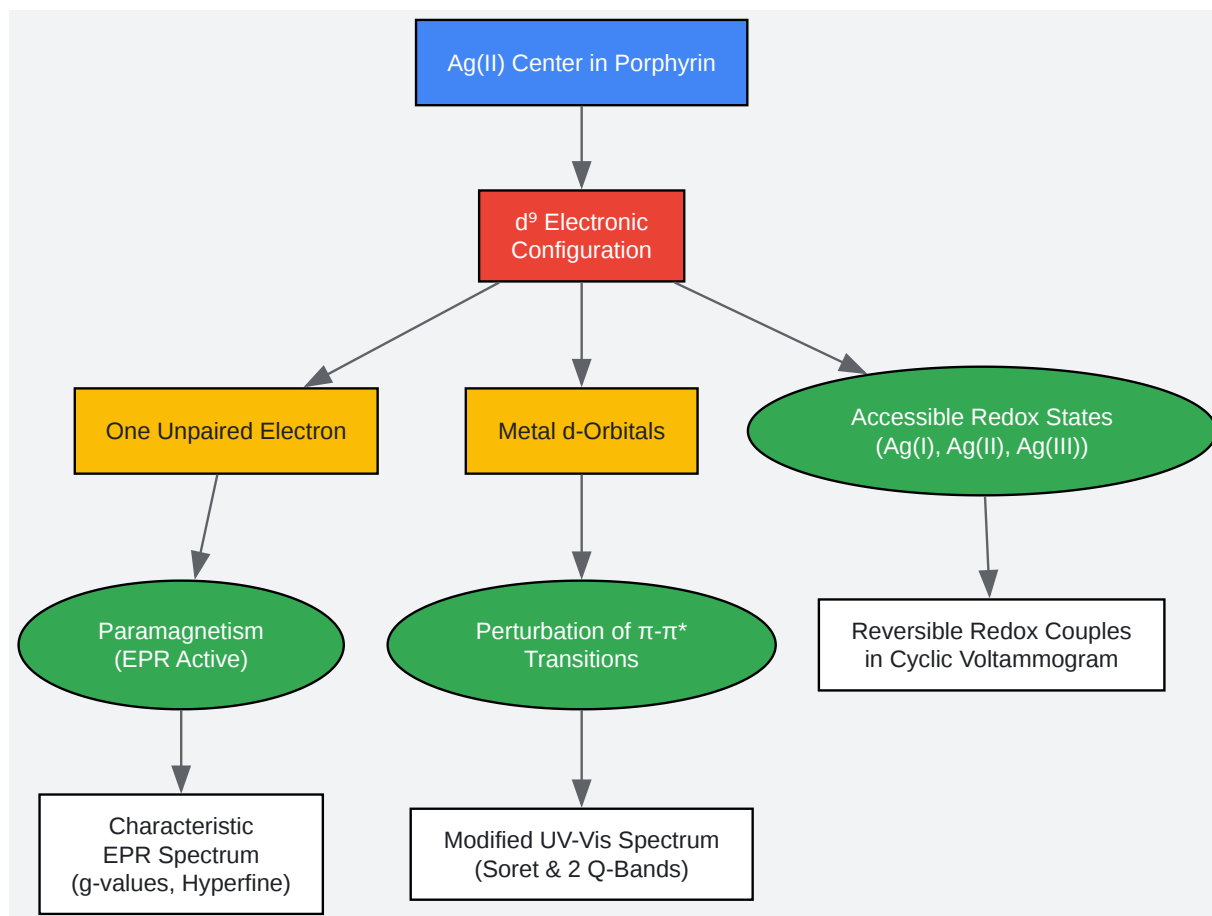 Ag(II) Center in Porphyrin
d⁹ Electronic
Configuration
One Unpaired Electron
Metal d-Orbitals
Accessible Redox States
(Ag(I), Ag(II), Ag(III))
Paramagnetism
(EPR Active)
Perturbation of π-π*
Transitions
Reversible Redox Couples
in Cyclic Voltammogram
Characteristic
EPR Spectrum
(g-values, Hyperfine)
Modified UV-Vis Spectrum
(Soret & 2 Q-Bands)